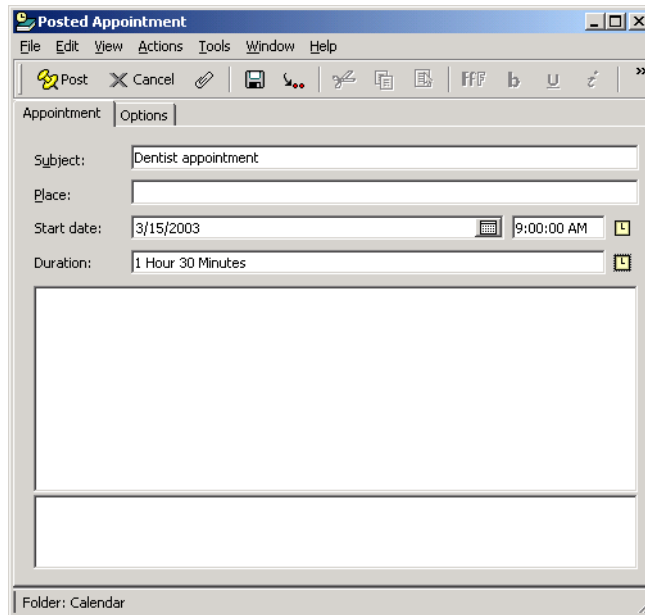 Posted Appointment
File Edit View Actions Tools Window Help
Post Cancel FfF b u i »
Appointment Options
Subject: Dentist appointment
Place:
Start date: 3/15/2003 9:00:00 AM
Duration: 1 Hour 30 Minutes
Folder: Calendar